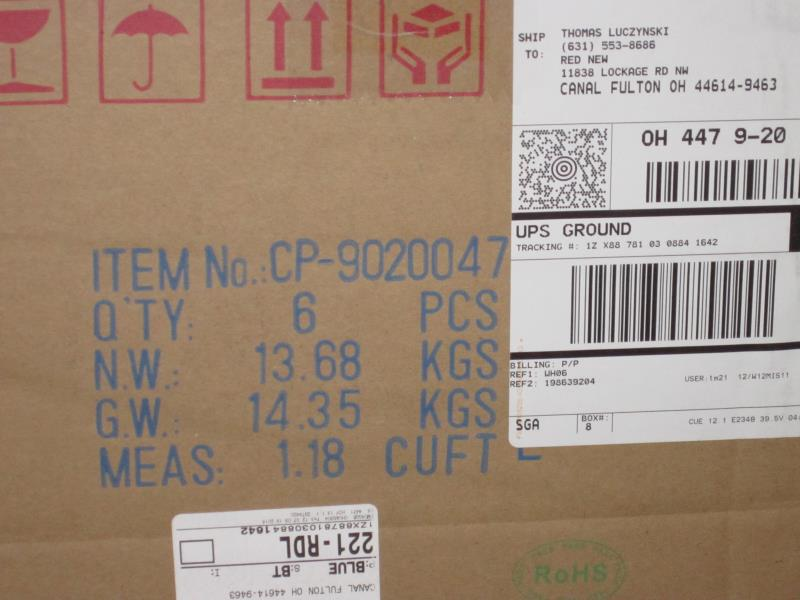 SHIP TO:
THOMAS LUCZYNSKI
(631) 553-8686
RED NEW
11838 LOCKAGE RD NW
CANAL FULTON OH 44614-9463
OH 447 9-20
UPS GROUND
TRACKING #: 1Z X88 781 03 0884 1642
BILLING: P/P
REF1: WH06
REF2: 198639204
USER: tm21 12/W12MIS11
SGA
BOX#: 8
CUE 12 1 E2348 39.5V 04
ITEM No.: CP-9020047
Q'TY: 6 PCS
N.W.: 13.68 KGS
G.W.: 14.35 KGS
MEAS: 1.18 CUFT
CANAL FULTON OH 44614-9463
P: BLUE S: BT I:
221-RDL
1ZX887810308841642
RoHS